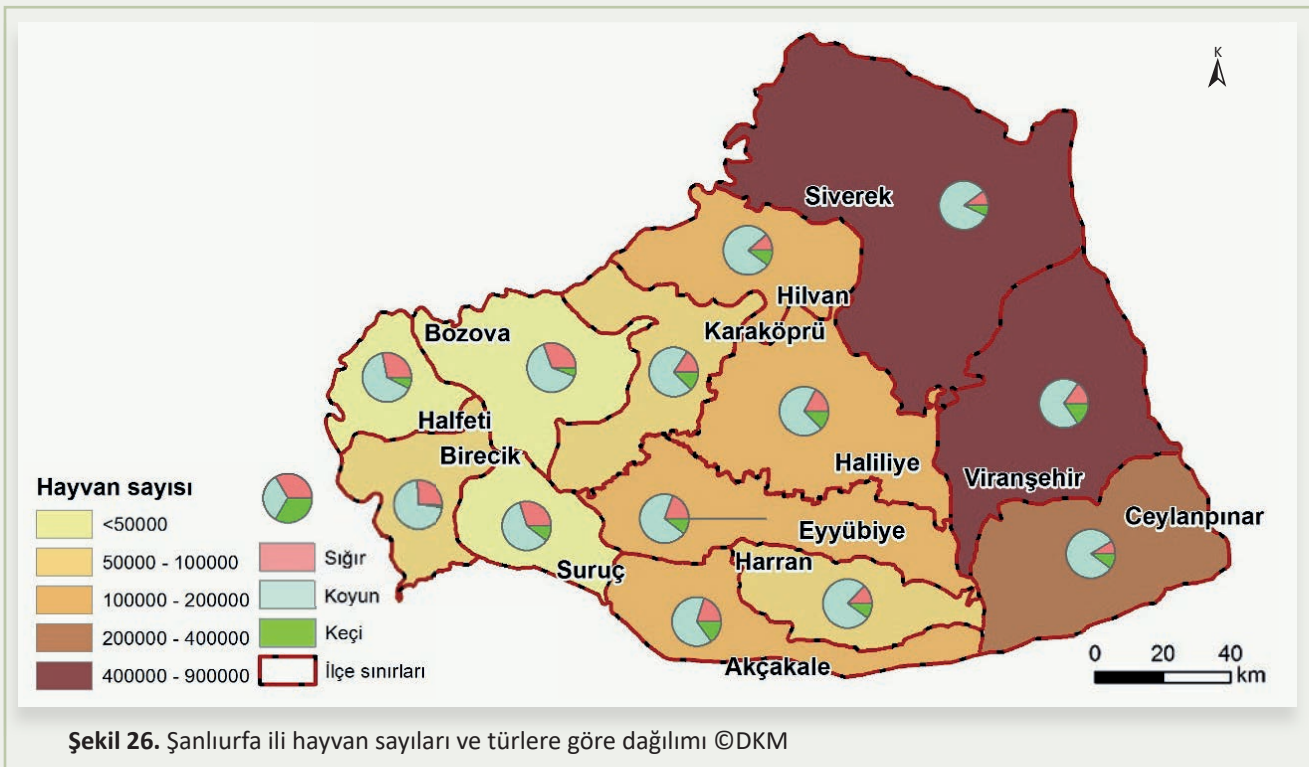 K
Siverek
Hilvan
Karaköprü
Bozova
Halfeti
Birecik
Haliliye
Viranşehir
Ceylanpınar
Eyyübiye
Harran
Suruç
Akçakale
Hayvan sayısı
<50000
50000 - 100000
100000 - 200000
200000 - 400000
400000 - 900000
Sığır
Koyun
Keçi
İlçe sınırları
0 20 40
km
Şekil 26. Şanlıurfa ili hayvan sayıları ve türlere göre dağılımı ©DKM